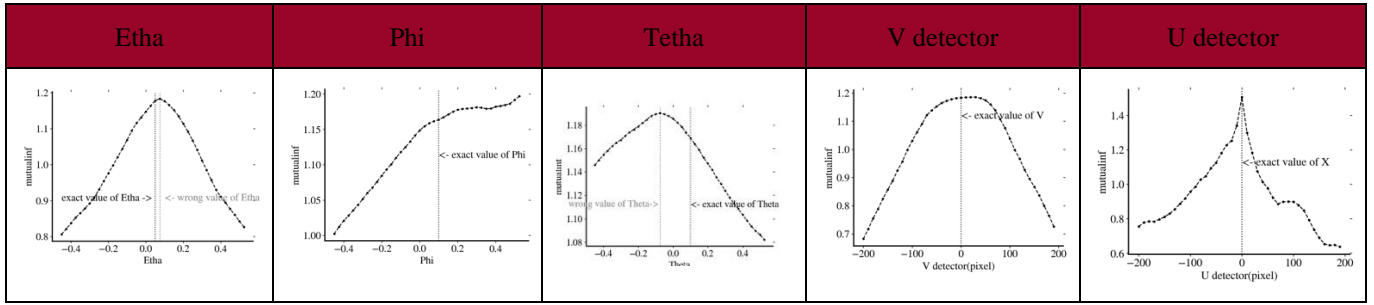 Etha
Phi
Tetha
V detector
U detector
1.2
1.1
1.0
0.9
0.8
mutualinf
exact value of Etha ->
<- wrong value of Etha
−0.4
−0.2
0.0
0.2
0.4
Etha
1.20
1.15
1.10
1.05
1.00
mutualinf
<- exact value of Phi
−0.4
−0.2
0.0
0.2
0.4
Phi
1.18
1.16
1.14
1.12
1.10
1.08
mutualinf
wrong value of Theta->
<- exact value of Theta
−0.4
−0.2
0.0
0.2
0.4
Theta
1.2
1.1
1.0
0.9
0.8
0.7
mutualinf
<- exact value of V
−200
−100
0
100
200
V detector(pixel)
1.4
1.2
1.0
0.8
0.6
mutualinf
<- exact value of X
−200
−100
0
100
200
U detector(pixel)